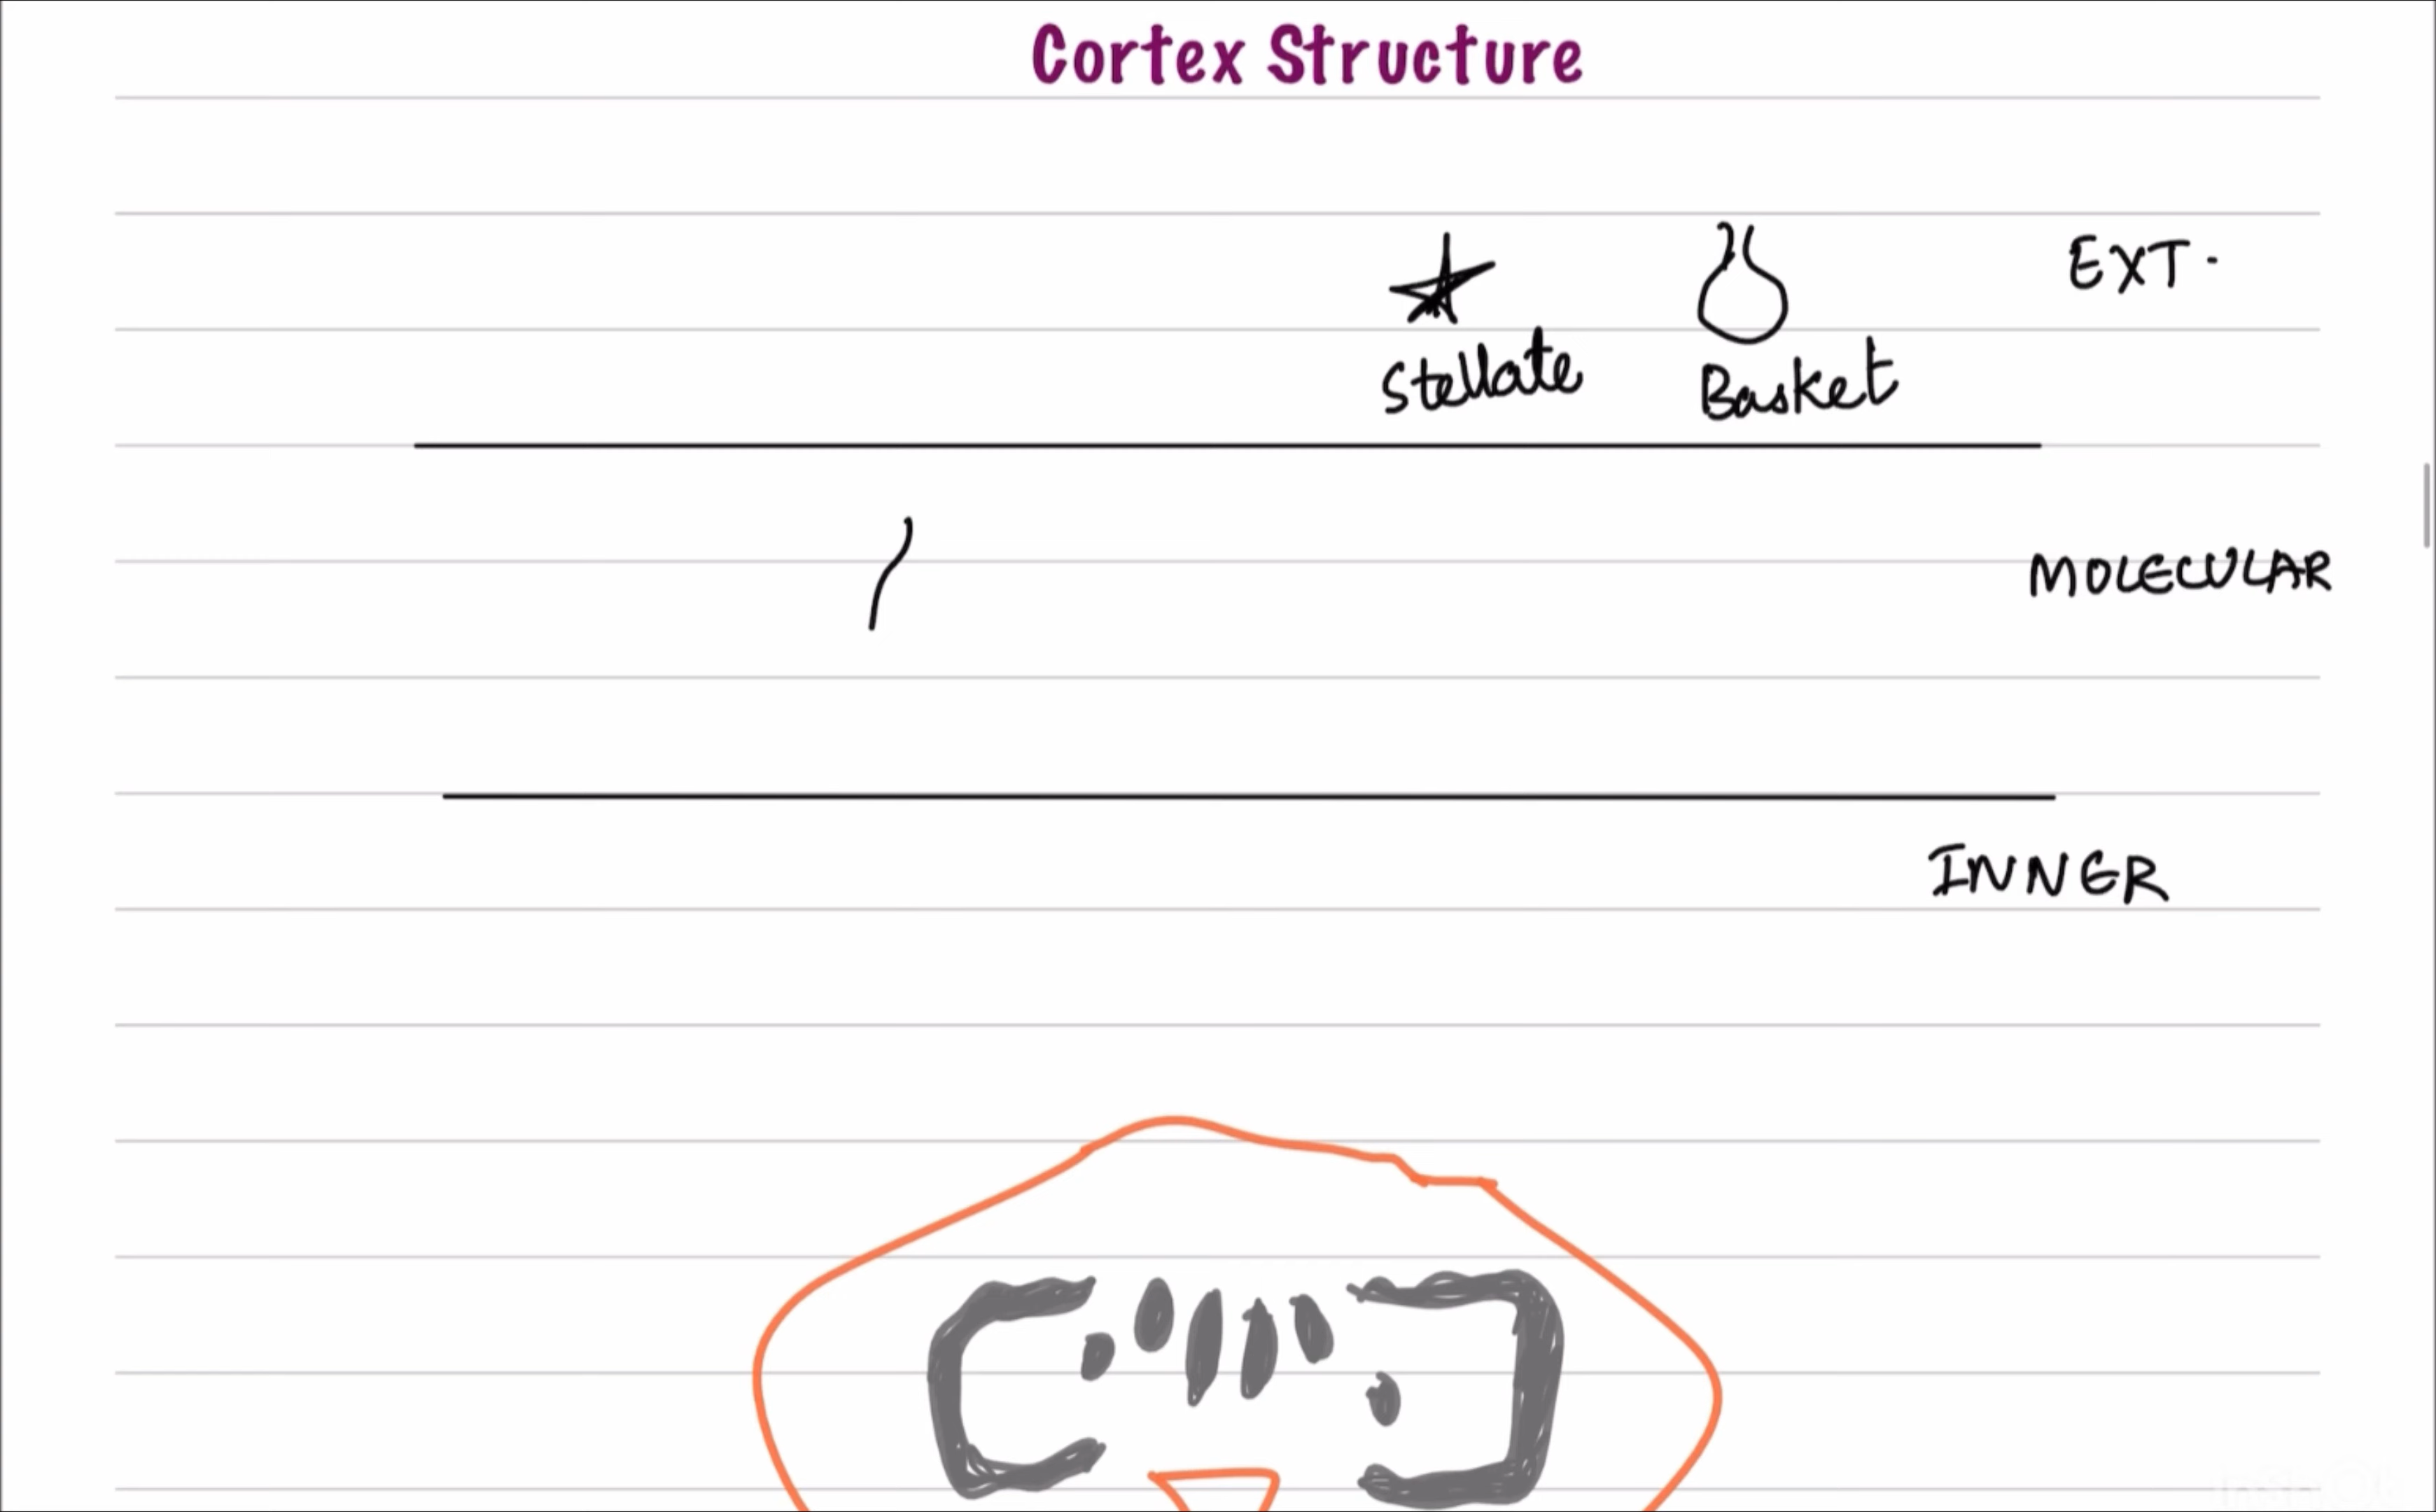 Cortex Structure
EXT.
Stellate Basket
MOLECULAR
INNER